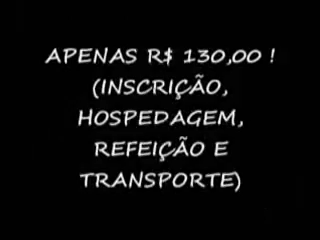 APENAS R$ 130,00 !
(INSCRIÇÃO,
HOSPEDAGEM,
REFEIÇÃO E
TRANSPORTE)